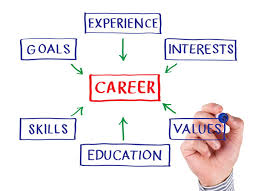 EXPERIENCE
GOALS
INTERESTS
CAREER
SKILLS
VALUES
EDUCATION